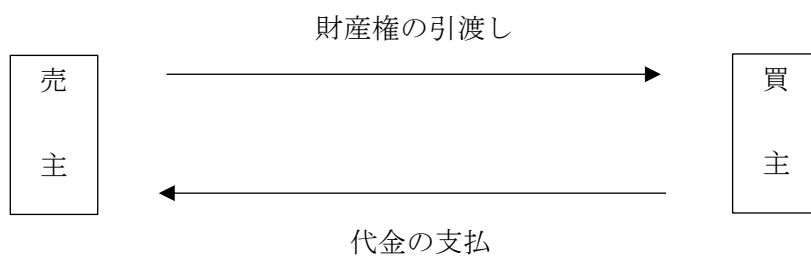 財産権の引渡し
売主
買主
代金の支払